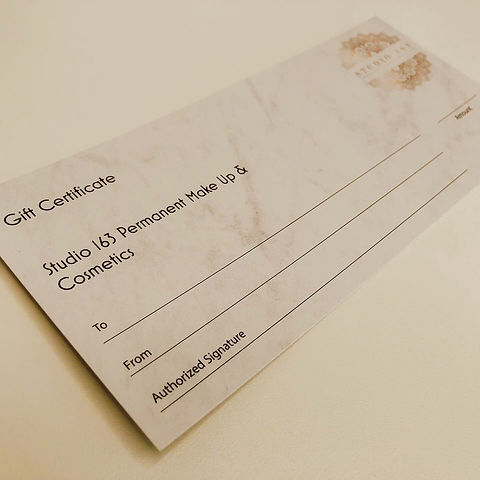 STUDIO 163
Amount
Gift Certificate
Studio 163 Permanent Make Up &
Cosmetics
To
From
Authorized Signature